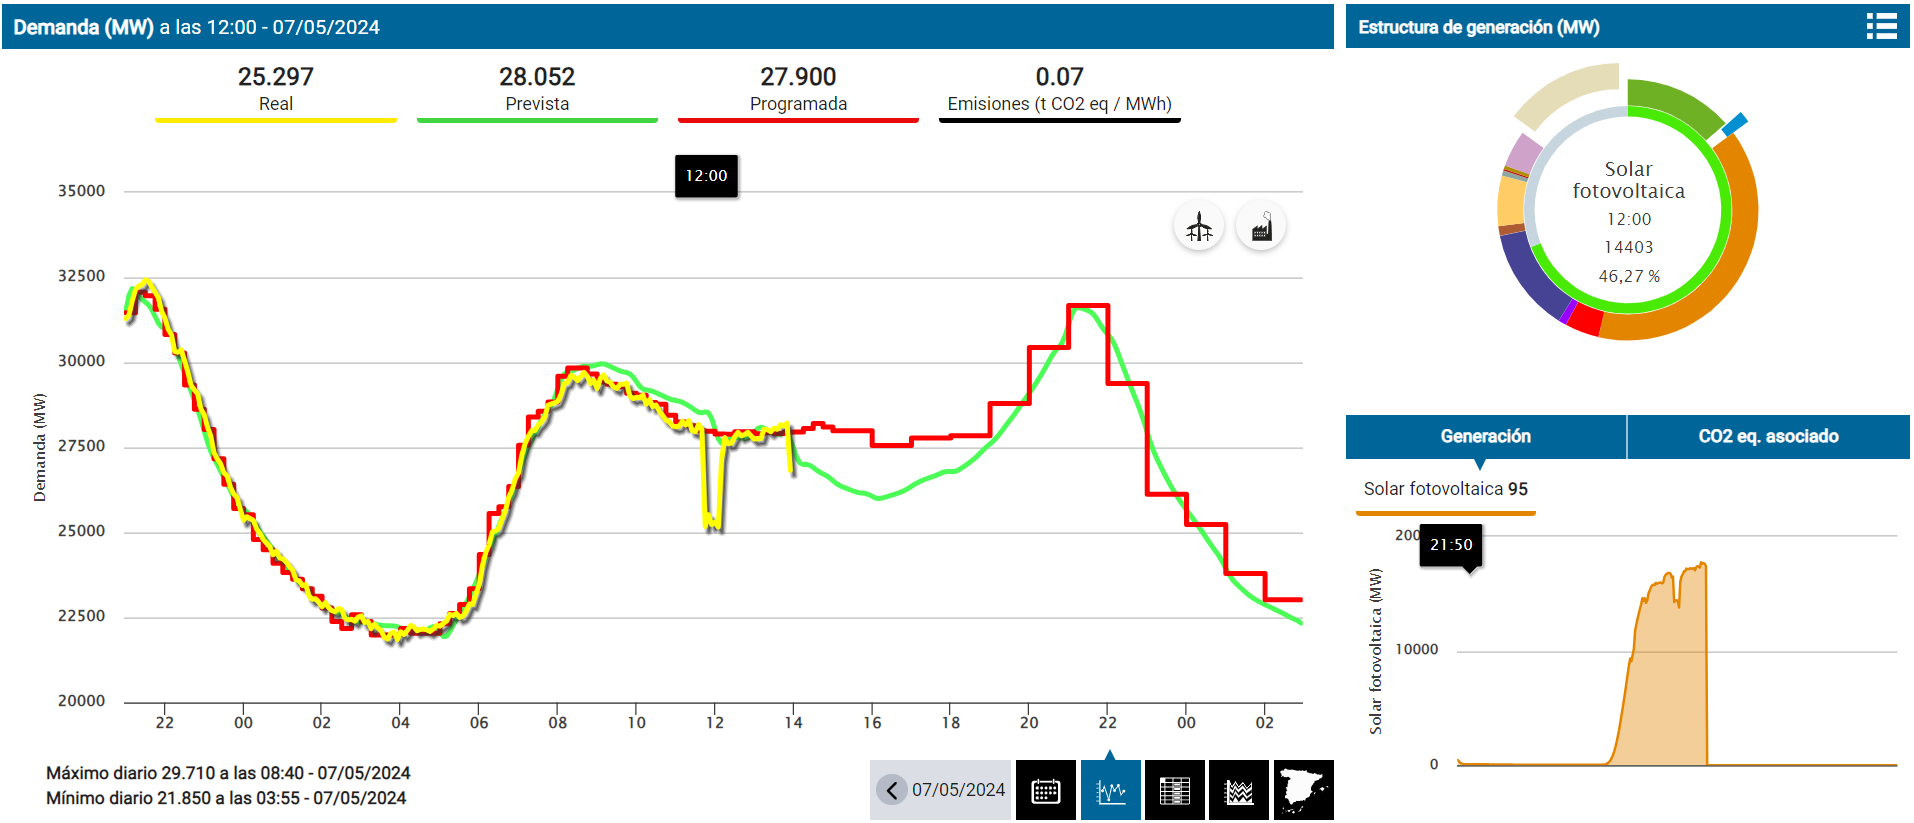 Demanda (MW) a las 12:00 - 07/05/2024
25.297
Real
28.052
Prevista
27.900
Programada
0.07
Emisiones (t CO2 eq / MWh)
12:00
35000
32500
30000
27500
25000
22500
20000
Demanda (MW)
22
00
02
04
06
08
10
12
14
16
18
20
22
00
02
Máximo diario 29.710 a las 08:40 - 07/05/2024
Mínimo diario 21.850 a las 03:55 - 07/05/2024
07/05/2024
Estructura de generación (MW)
Solar
fotovoltaica
12:00
14403
46,27 %
Generación
CO2 eq. asociado
Solar fotovoltaica 95
21:50
200
10000
0
Solar fotovoltaica (MW)